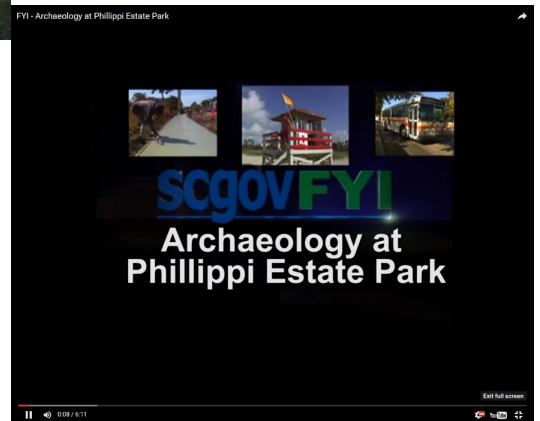 FYI - Archaeology at Phillippi Estate Park
scgovFYI
Archaeology at
Phillippi Estate Park
Exit full screen
0:08 / 6:11
YouTube